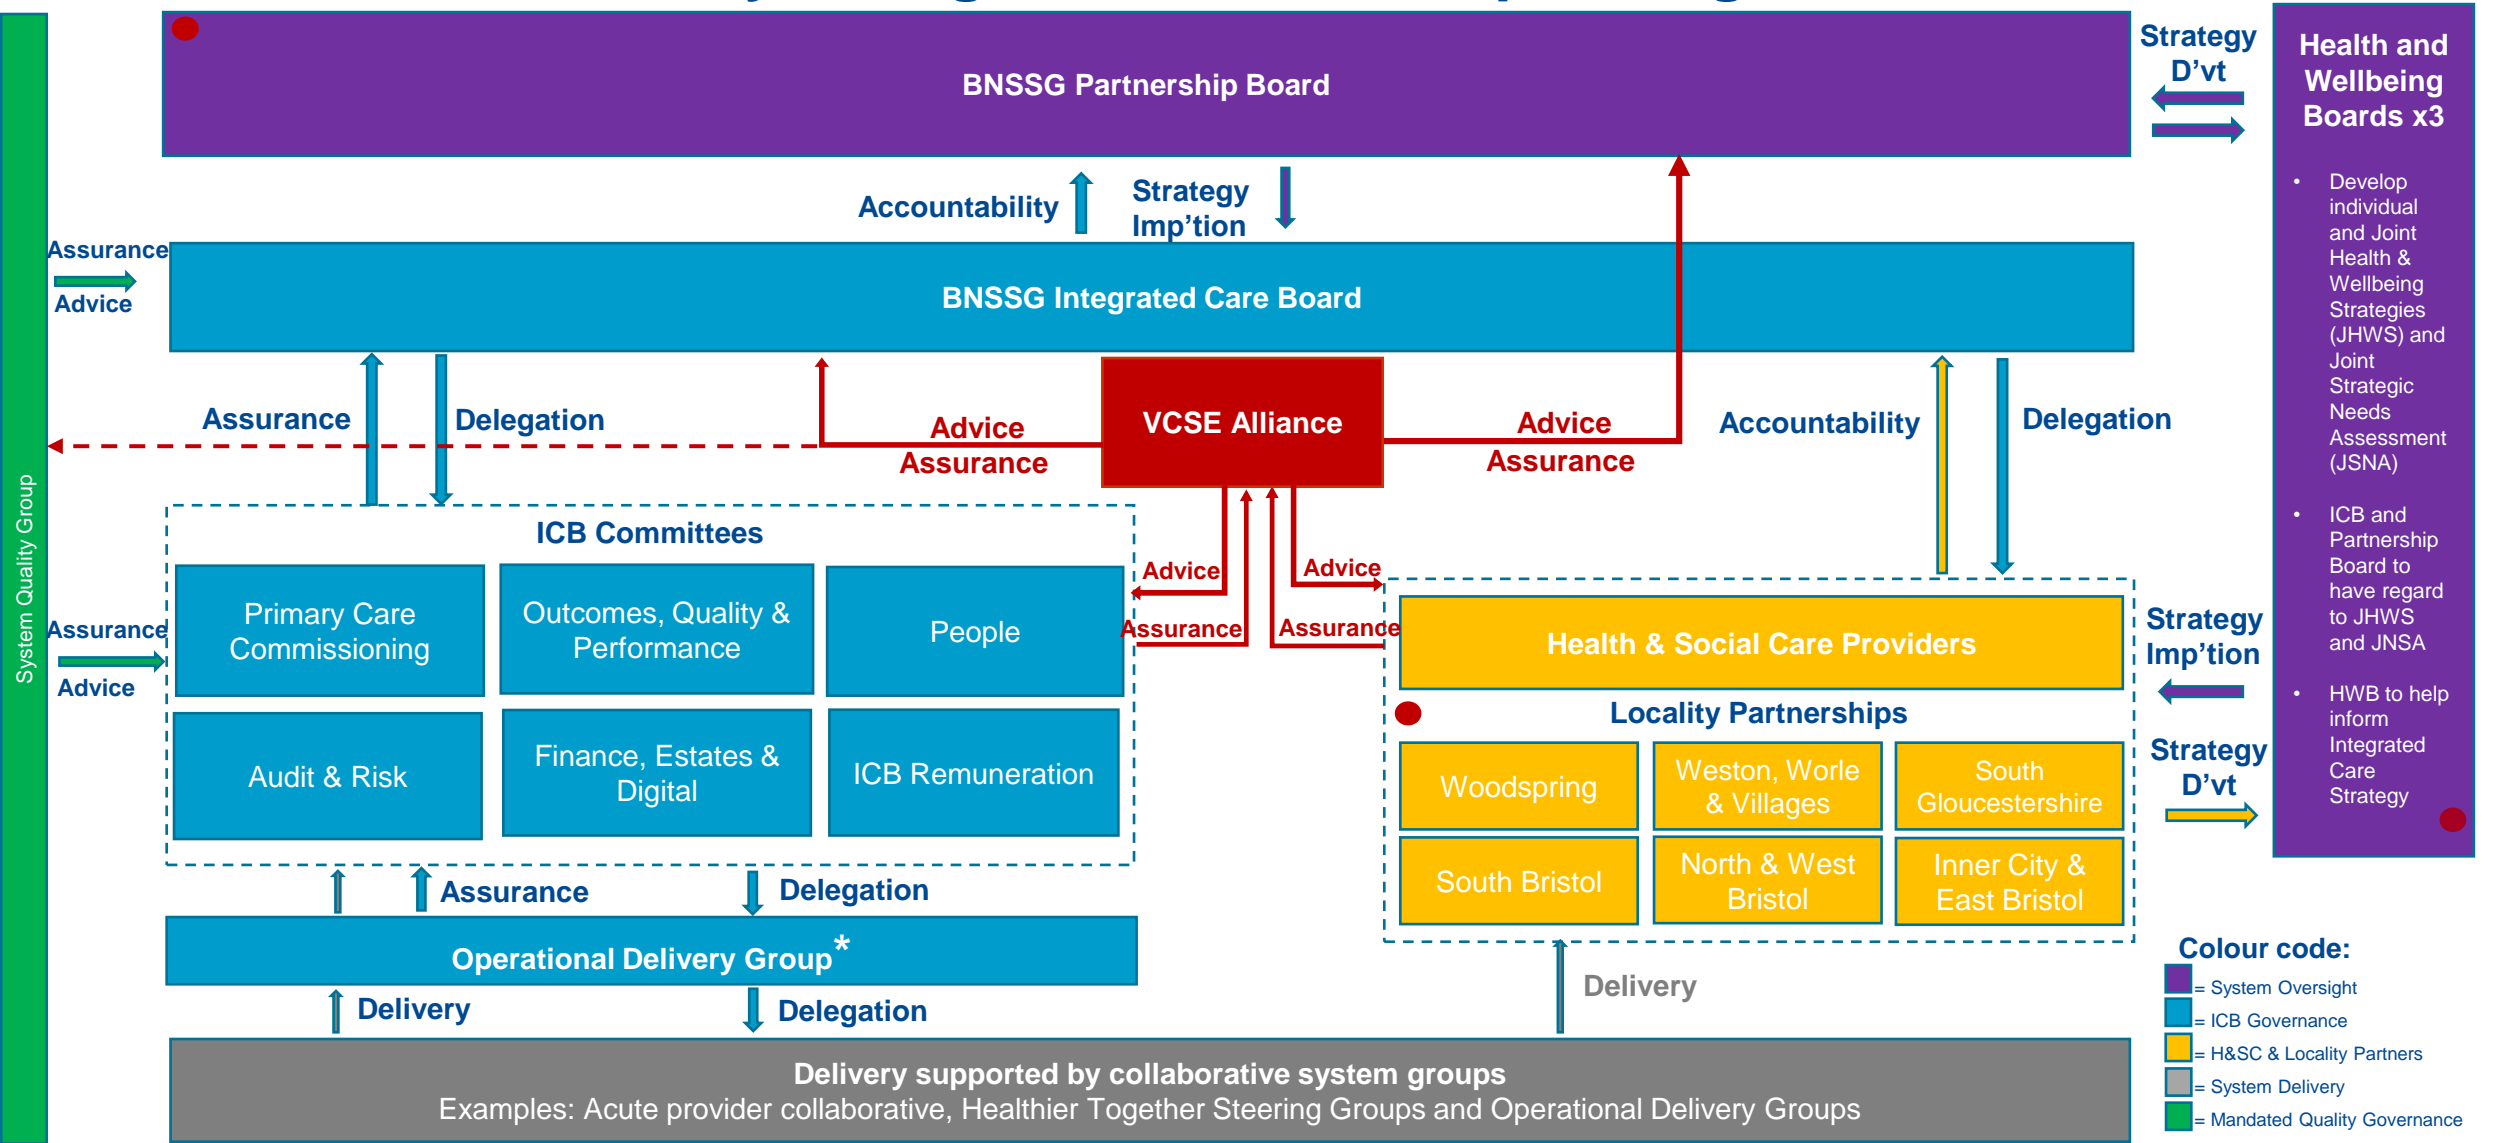 BNSSG Partnership Board
Strategy
D'vt
Health and
Wellbeing
Boards x3
• Develop
individual
and Joint
Health &
Wellbeing
Strategies
(JHWS) and
Joint
Strategic
Needs
Assessment
(JSNA)
• ICB and
Partnership
Board to
have regard
to JHWS
and JNSA
• HWB to help
inform
Integrated
Care
Strategy
Accountability
Strategy
Imp'tion
Assurance
Advice
BNSSG Integrated Care Board
Assurance
Delegation
Advice
Assurance
VCSE Alliance
Advice
Assurance
Accountability
Delegation
System Quality Group
ICB Committees
Primary Care
Commissioning
Outcomes, Quality &
Performance
People
Audit & Risk
Finance, Estates &
Digital
ICB Remuneration
Assurance
Advice
Advice
Assurance
Advice
Assurance
Health & Social Care Providers
Locality Partnerships
Woodspring
Weston, Worle
& Villages
South
Gloucestershire
South Bristol
North & West
Bristol
Inner City &
East Bristol
Strategy
Imp'tion
Strategy
D'vt
Assurance
Delegation
Operational Delivery Group*
Delivery
Delegation
Delivery
Delivery supported by collaborative system groups
Examples: Acute provider collaborative, Healthier Together Steering Groups and Operational Delivery Groups
Colour code:
= System Oversight
= ICB Governance
= H&SC & Locality Partners
= System Delivery
= Mandated Quality Governance